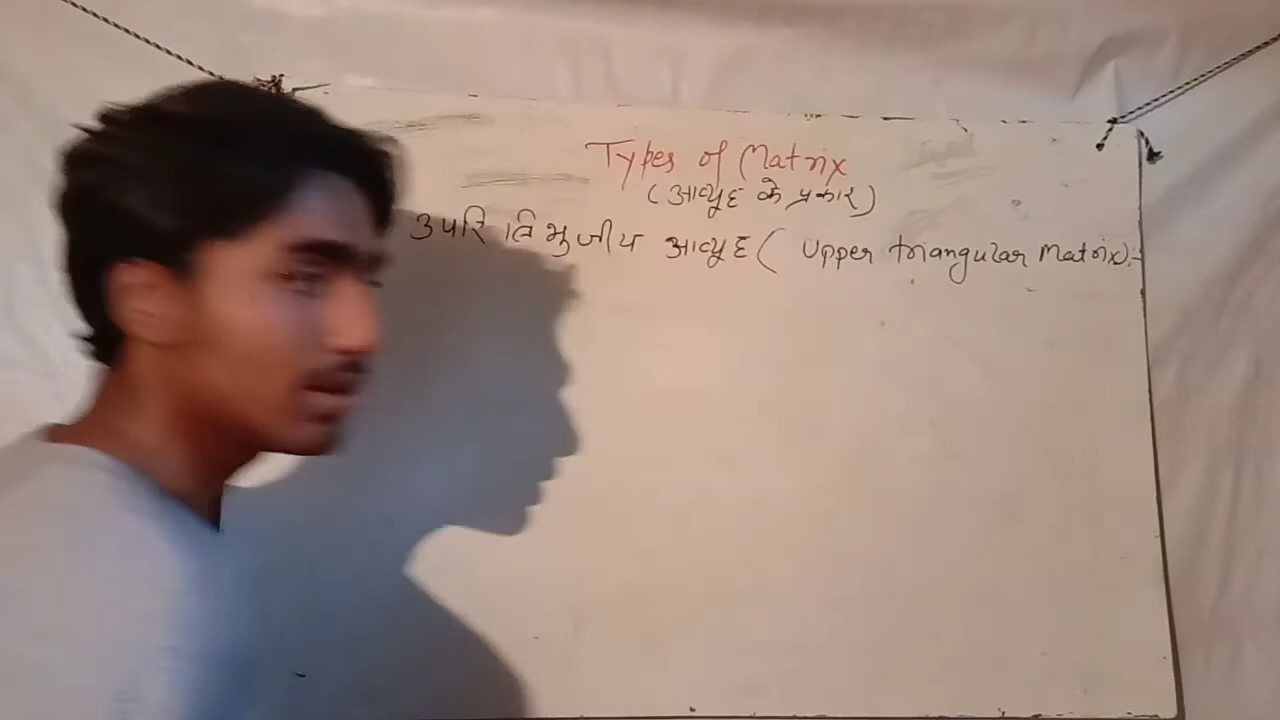 Types of Matrix
(आव्यूह के प्रकार)
उपरि त्रिभुजीय आव्यूह ( Upper triangular Matrix):-